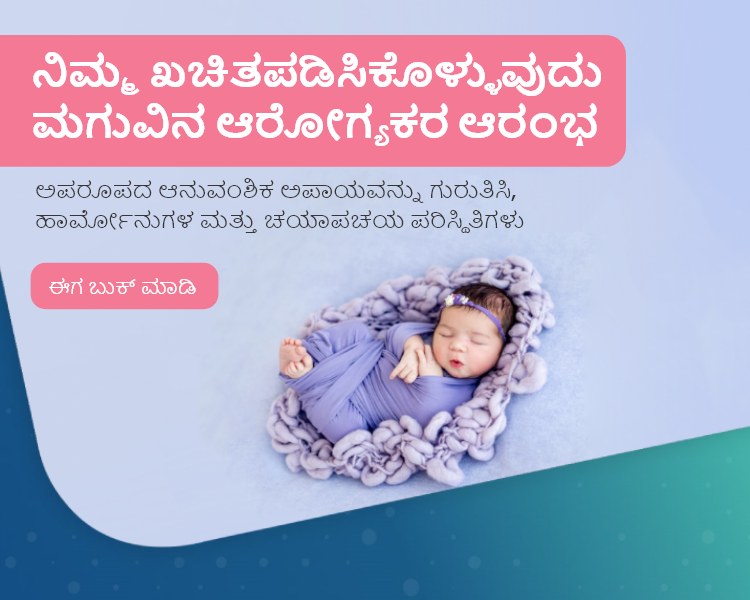 ನಿಮ್ಮ ಖಚಿತಪಡಿಸಿಕೊಳ್ಳುವುದು
ಮಗುವಿನ ಆರೋಗ್ಯಕರ ಆರಂಭ
ಅಪರೂಪದ ಆನುವಂಶಿಕ ಅಪಾಯವನ್ನು ಗುರುತಿಸಿ,
ಹಾರ್ಮೋನುಗಳ ಮತ್ತು ಚಯಾಪಚಯ ಪರಿಸ್ಥಿತಿಗಳು
ಈಗ ಬುಕ್ ಮಾಡಿ